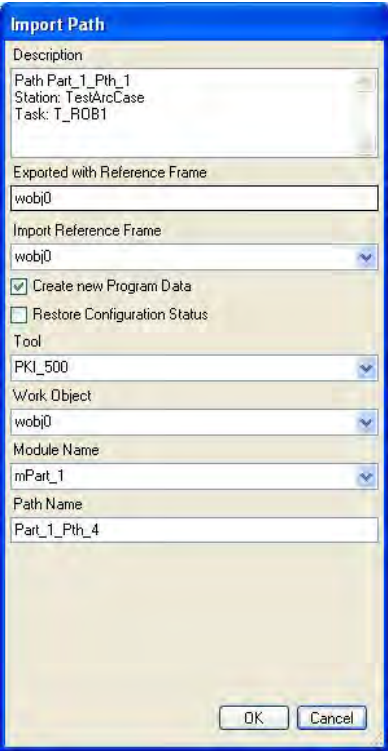 Import Path
Description
Path Part_1_Pth_1
Station: TestArcCase
Task: T_ROB1
Exported with Reference Frame
wobj0
Import Reference Frame
wobj0
Create new Program Data
Restore Configuration Status
Tool
PKI_500
Work Object
wobj0
Module Name
mPart_1
Path Name
Part_1_Pth_4
OK Cancel